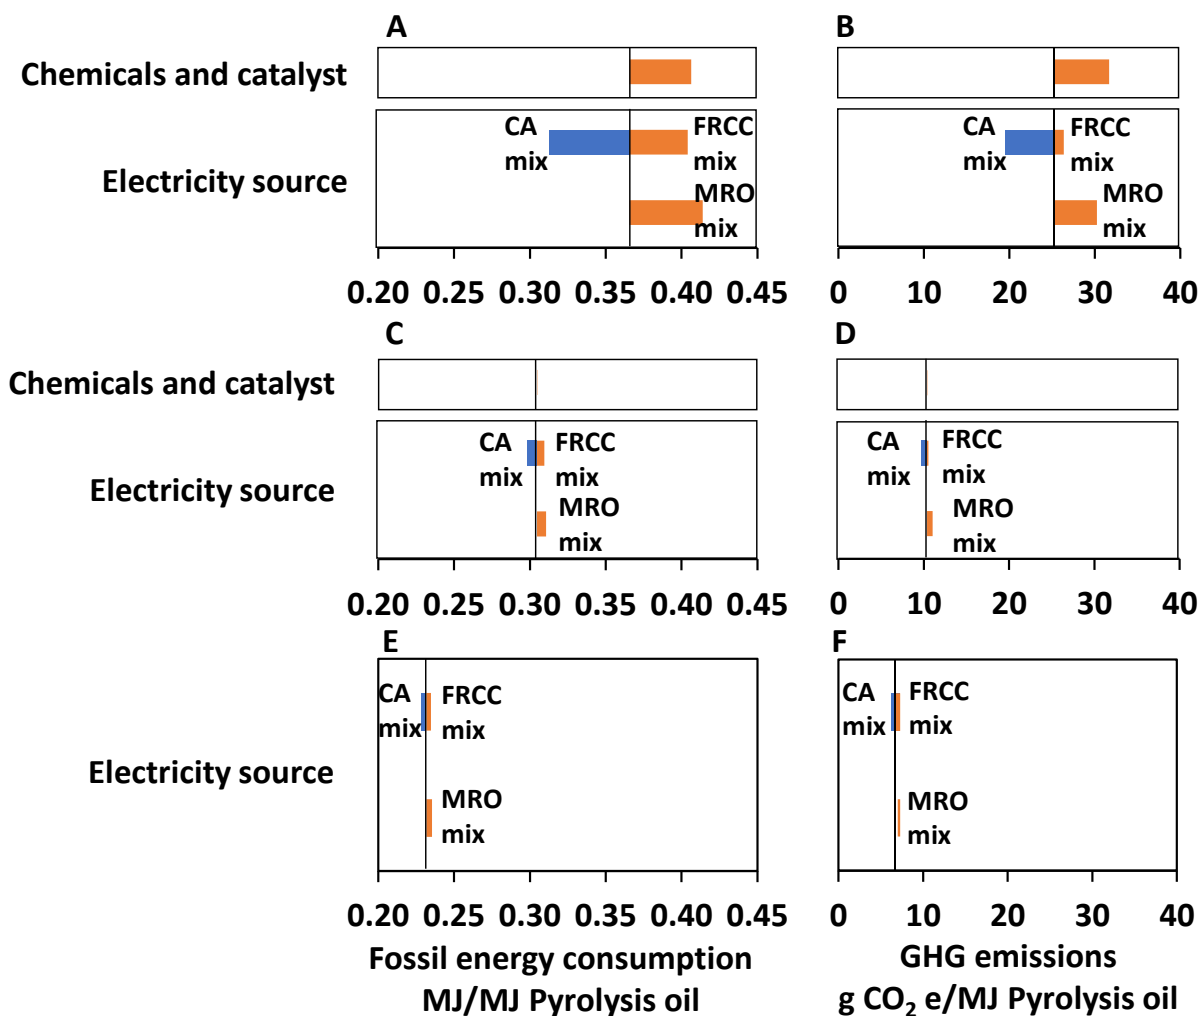 A
B
Chemicals and catalyst
Electricity source
CA
mix
FRCC
mix
MRO
mix
CA
mix
FRCC
mix
MRO
mix
0.20 0.25 0.30 0.35 0.40 0.45
0 10 20 30 40
C
D
Chemicals and catalyst
Electricity source
CA
mix
FRCC
mix
MRO
mix
CA
mix
FRCC
mix
MRO
mix
0.20 0.25 0.30 0.35 0.40 0.45
0 10 20 30 40
E
F
Electricity source
CA
mix
FRCC
mix
MRO
mix
CA
mix
FRCC
mix
MRO
mix
0.20 0.25 0.30 0.35 0.40 0.45
0 10 20 30 40
Fossil energy consumption
MJ/MJ Pyrolysis oil
GHG emissions
g CO₂ e/MJ Pyrolysis oil